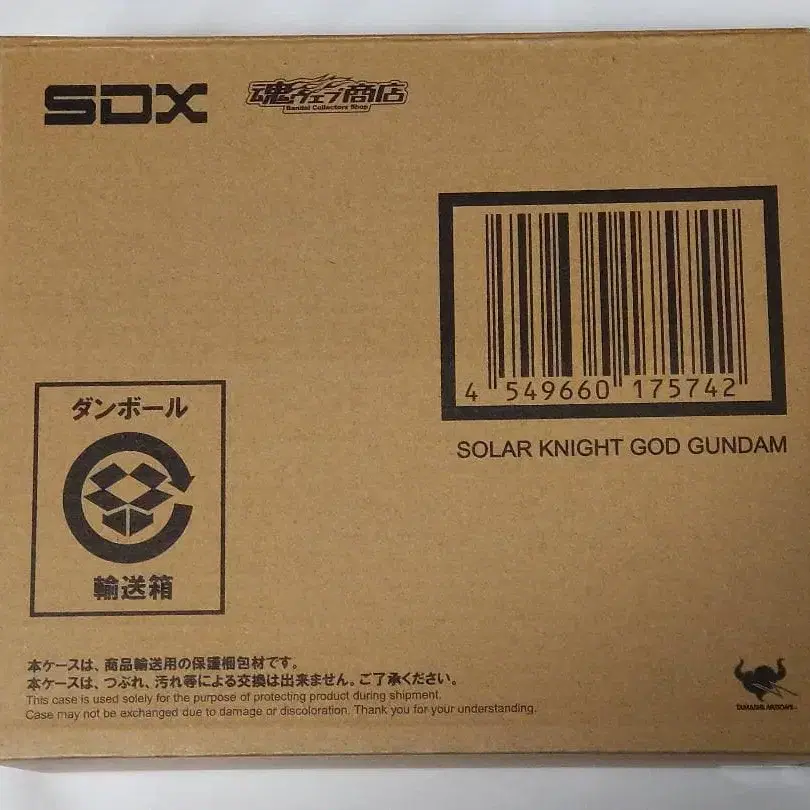 SDX
魂ウェブ商店
Bandai Collectors Shop
4 549660 175742
SOLAR KNIGHT GOD GUNDAM
ダンボール
輸送箱
本ケースは、商品輸送用の保護梱包材です。
本ケースは、つぶれ、汚れ等による交換は出来ません。ご了承ください。
This case is used solely for the purpose of protecting product during shipment.
Case may not be exchanged due to damage or discoloration. Thank you for your understanding.
TAMASHII NATIONS